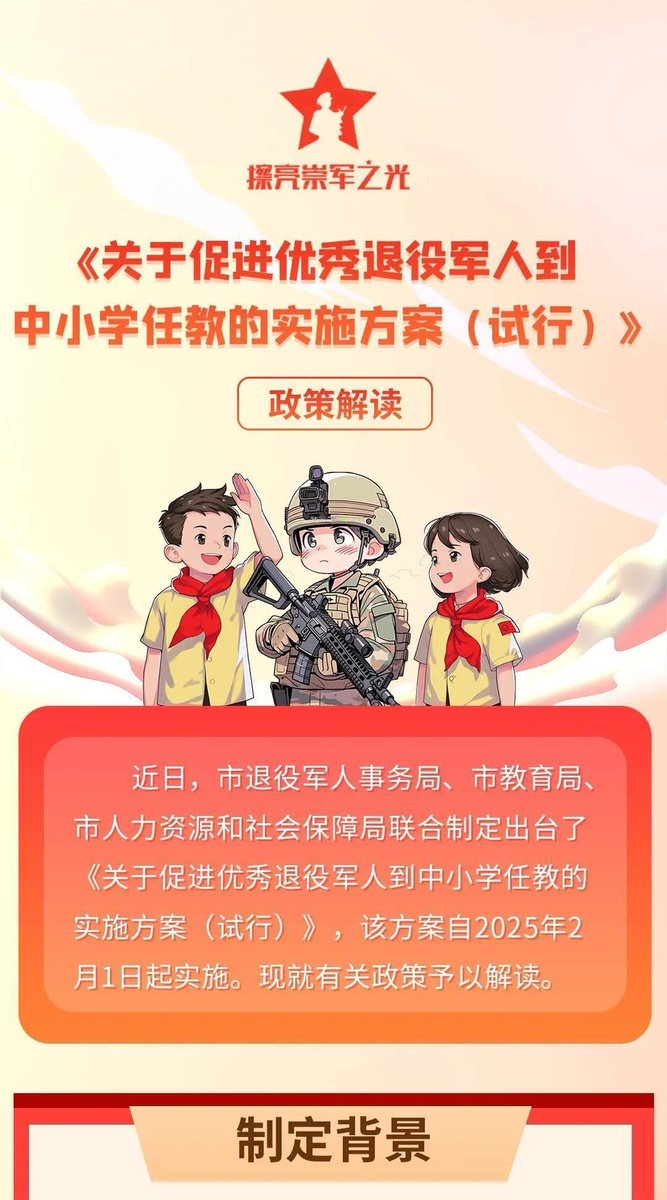 擦亮崇军之光
《关于促进优秀退役军人到
中小学任教的实施方案（试行）》
政策解读
近日，市退役军人事务局、市教育局、
市人力资源和社会保障局联合制定出台了
《关于促进优秀退役军人到中小学任教的
实施方案（试行）》，该方案自2025年2
月1日起实施。现就有关政策予以解读。
制定背景